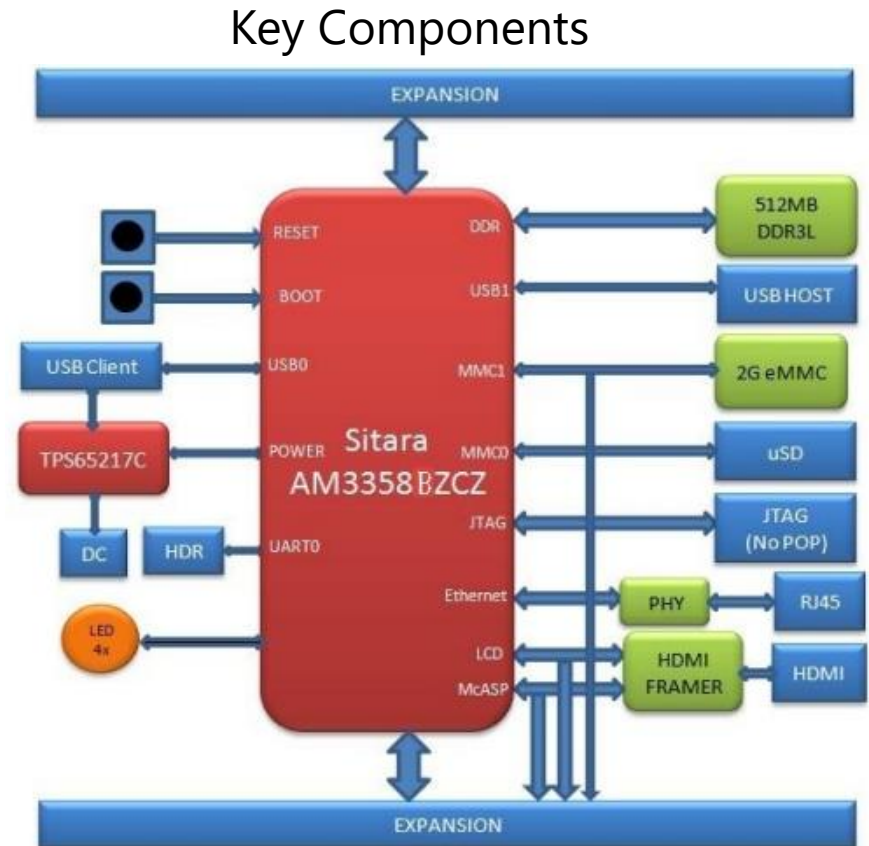 Key Components
EXPANSION
RESET
DDR
512MB
DDR3L
BOOT
USB1
USB HOST
USB Client
USB0
MMC1
2G eMMC
TPS65217C
POWER
Sitara
AM3358BZCZ
MMC0
uSD
JTAG
JTAG
(No POP)
DC
HDR
UART0
Ethernet
PHY
RJ45
LED
4x
LCD
McASP
HDMI
FRAMER
HDMI
EXPANSION